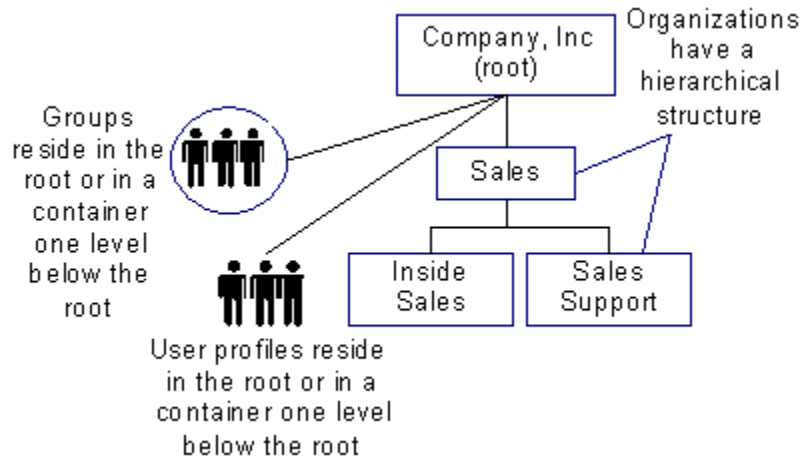 Company, Inc
(root)
Organizations
have a
hierarchical
structure
Groups
reside in the
root or in a
container
one level
below the
root
Sales
Inside
Sales
Sales
Support
User profiles reside
in the root or in a
container one level
below the root